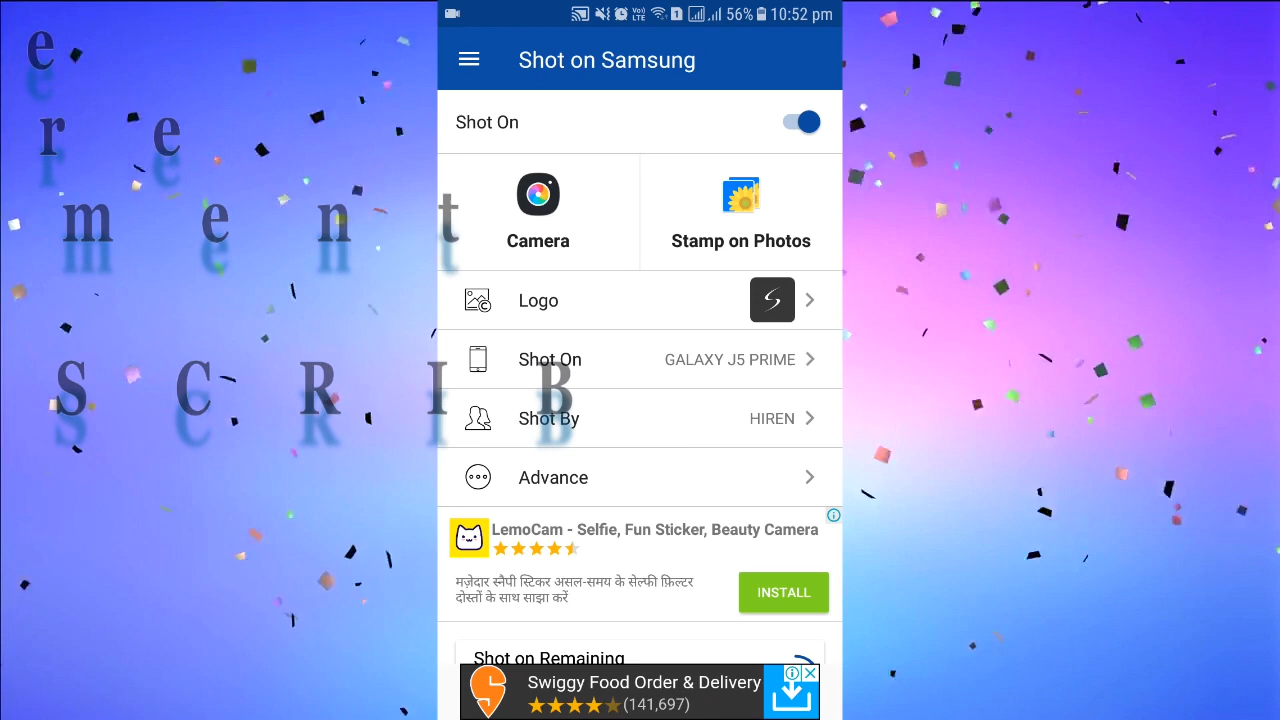 56% 10:52 pm
Shot on Samsung
Shot On
Camera
Stamp on Photos
Logo
Shot On GALAXY J5 PRIME
Shot By HIREN
Advance
LemoCam - Selfie, Fun Sticker, Beauty Camera
मज़ेदार स्नैपी स्टिकर असल-समय के सेल्फी फ़िल्टर
दोस्तों के साथ साझा करें
INSTALL
Shot on Remaining
Swiggy Food Order & Delivery
(141,697)
e
r e
m e n t
S C R I B